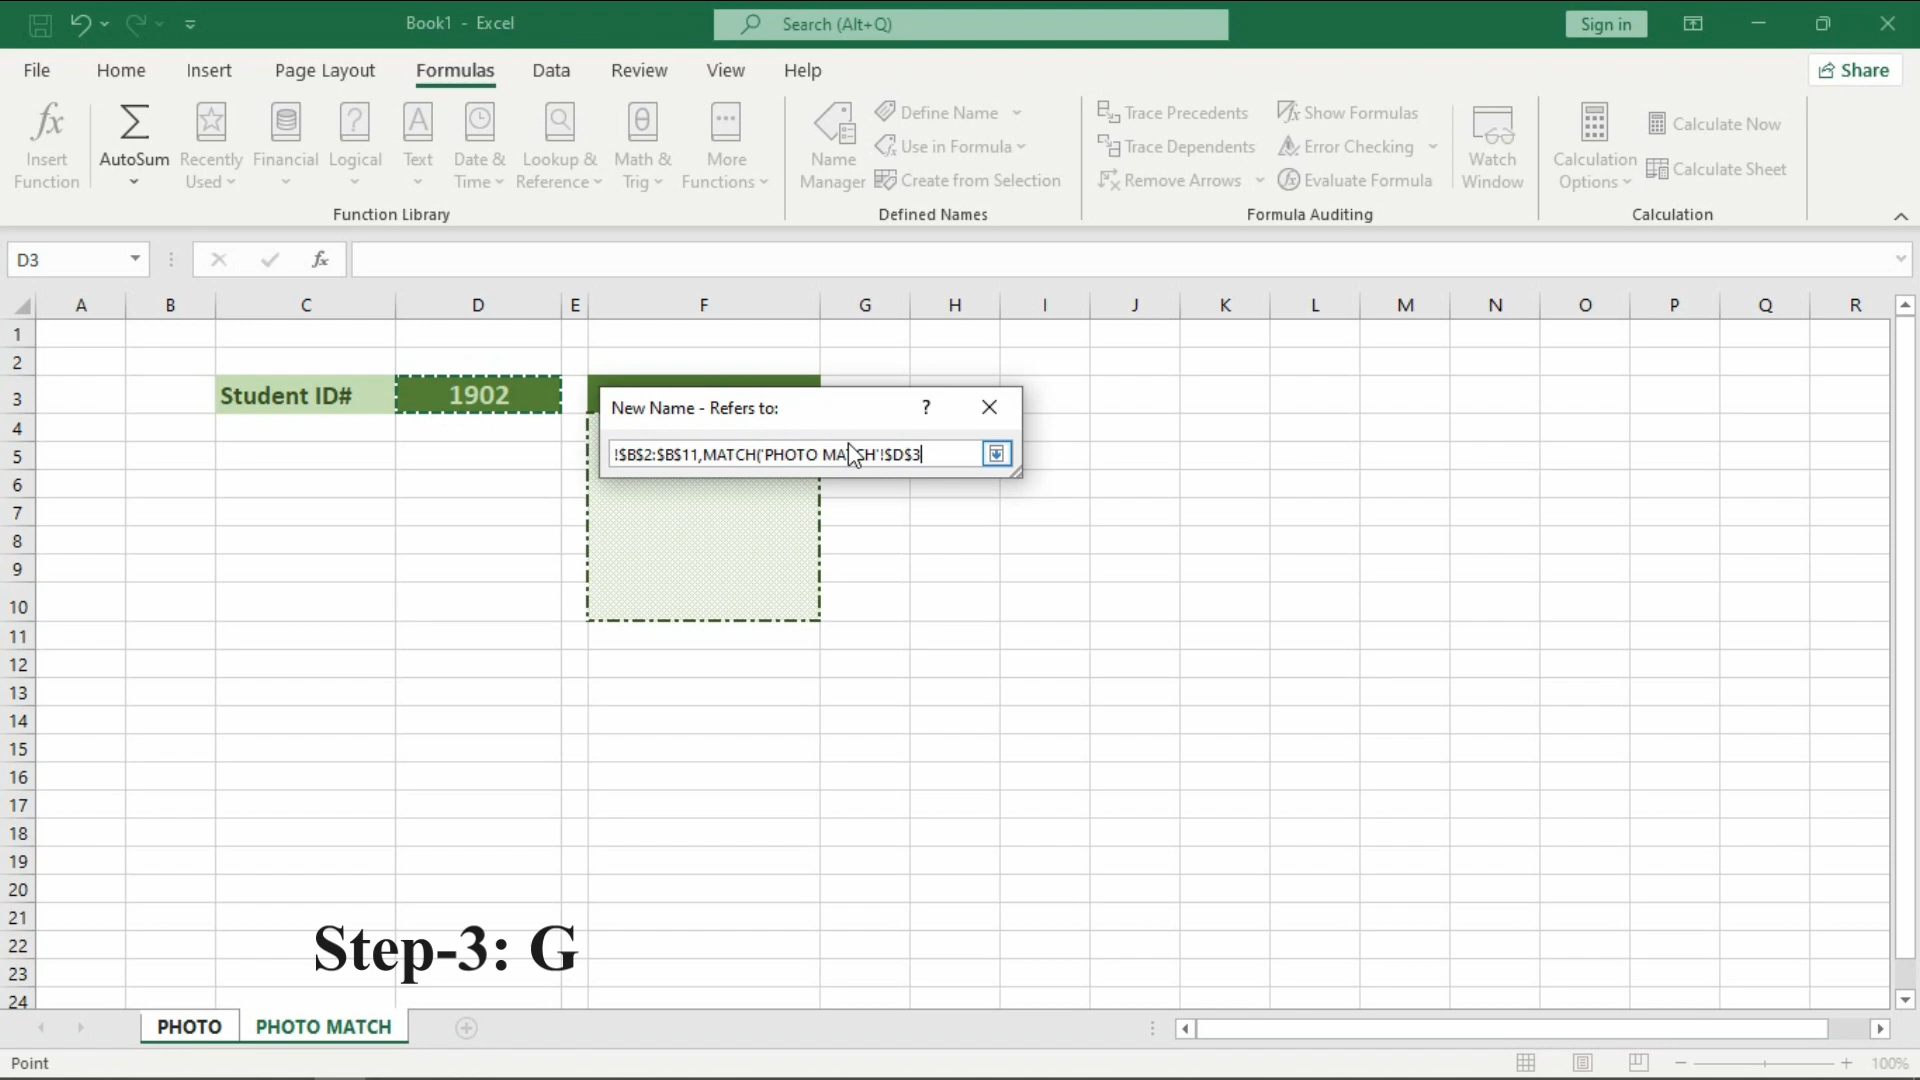 Book1 - Excel
Search (Alt+Q)
Sign in
File Home Insert Page Layout Formulas Data Review View Help
Share
Insert Function
AutoSum
Recently Used
Financial
Logical
Text
Date & Time
Lookup & Reference
Math & Trig
More Functions
Function Library
Name Manager
Define Name
Use in Formula
Create from Selection
Defined Names
Trace Precedents
Trace Dependents
Remove Arrows
Show Formulas
Error Checking
Evaluate Formula
Formula Auditing
Watch Window
Calculation Options
Calculate Now
Calculate Sheet
Calculation
D3
fx
A B C D E F G H I J K L M N O P Q R
1
2
3 Student ID# 1902
New Name - Refers to: ?
4
!$B$2:$B$11,MATCH('PHOTO MATCH'!$D$3
5
6
7
8
9
10
11
12
13
14
15
16
17
18
19
20
21
22
23
24
Step-3: G
PHOTO PHOTO MATCH
Point
100%